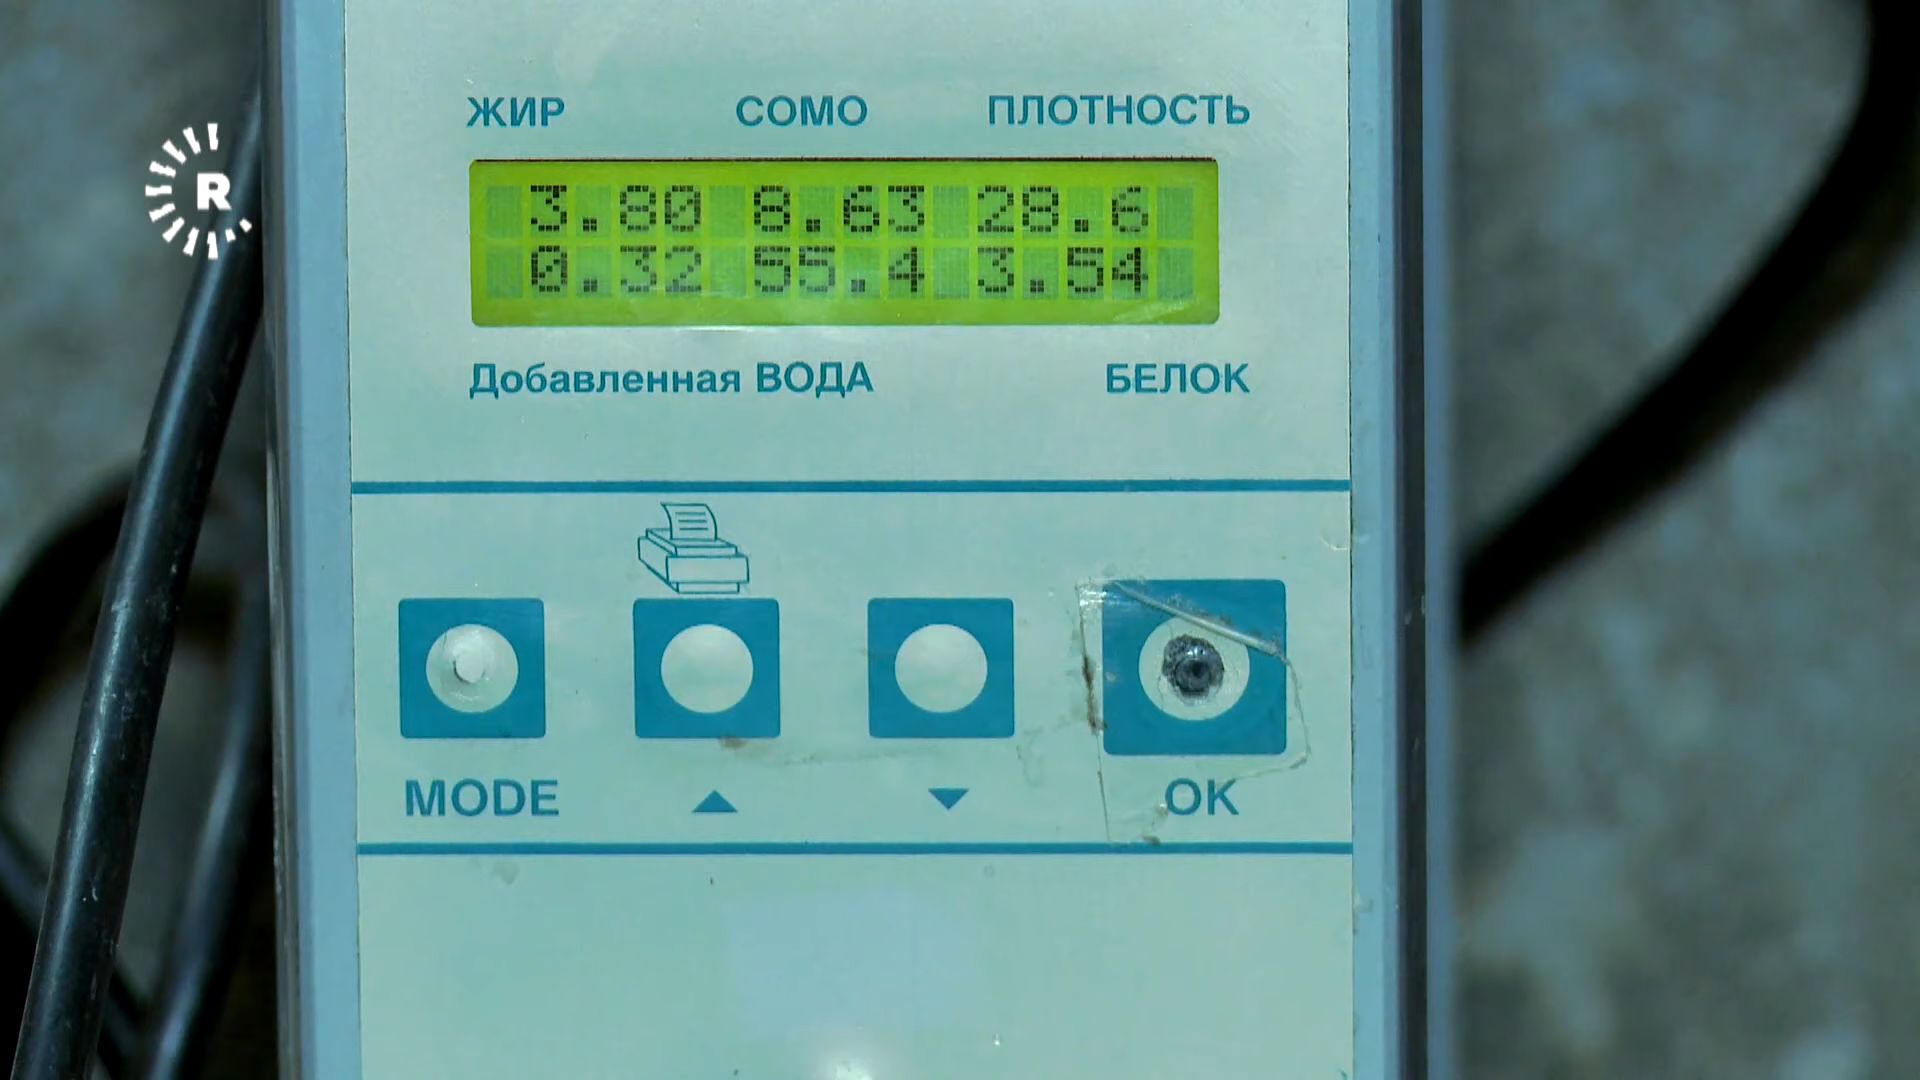 R
ЖИР СОМО ПЛОТНОСТЬ
3.80 8.63 28.6
0.32 55.4 3.54
Добавленная ВОДА БЕЛОК
MODE ▲ ▼ OK